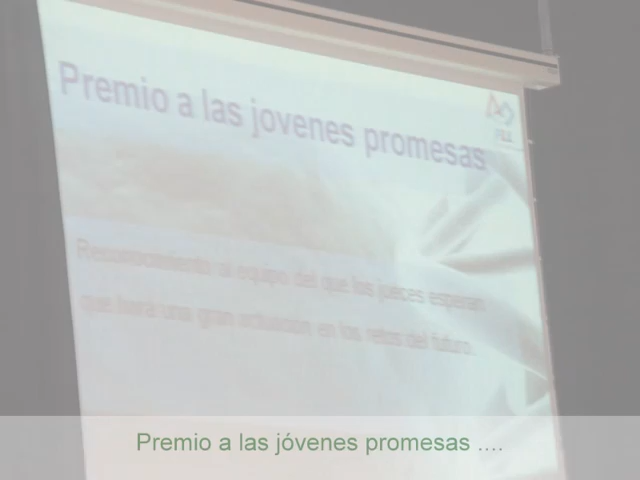 Premio a las jovenes promesas
Reconocimiento al equipo del que los jueces esperan
que hará una gran actuación en los retos del futuro.
Premio a las jóvenes promesas ....